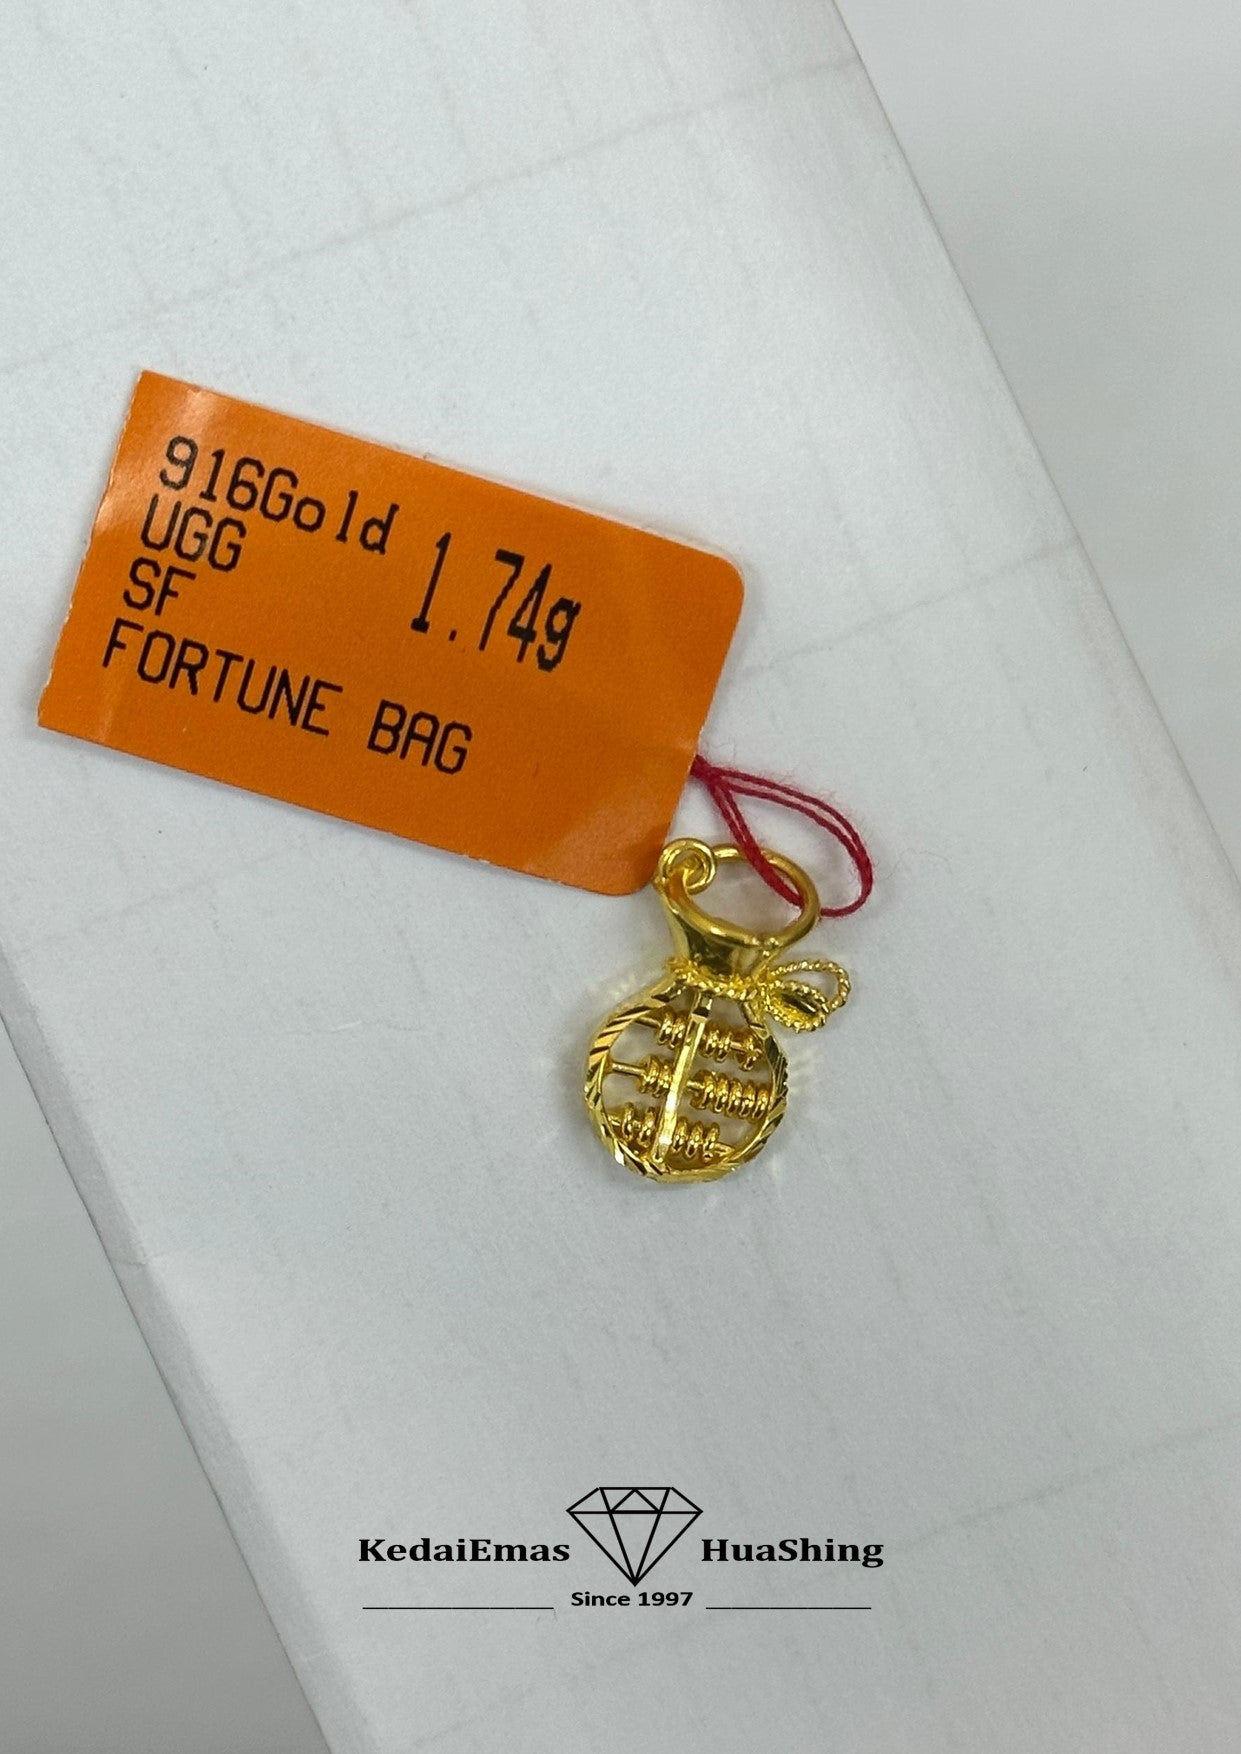 916Gold
1.74g
UGG
SF
FORTUNE BAG
KedaiEmas HuaShing
Since 1997